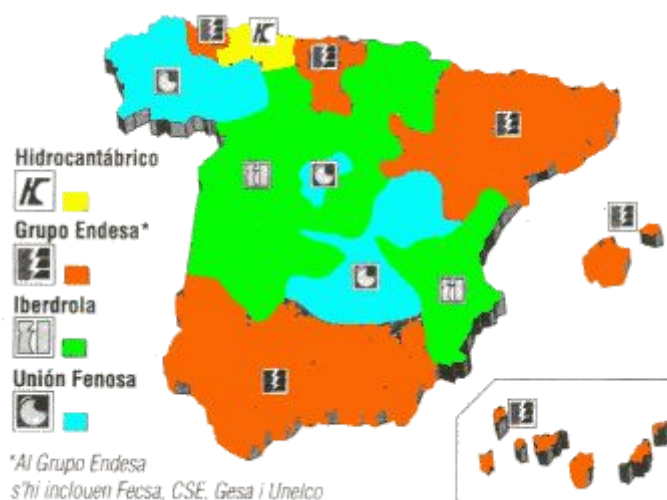 Hidrocantábrico
Grupo Endesa*
Iberdrola
Unión Fenosa
*Al Grupo Endesa
s'hi inclouen Fecsa, CSE, Gesa i Unelco